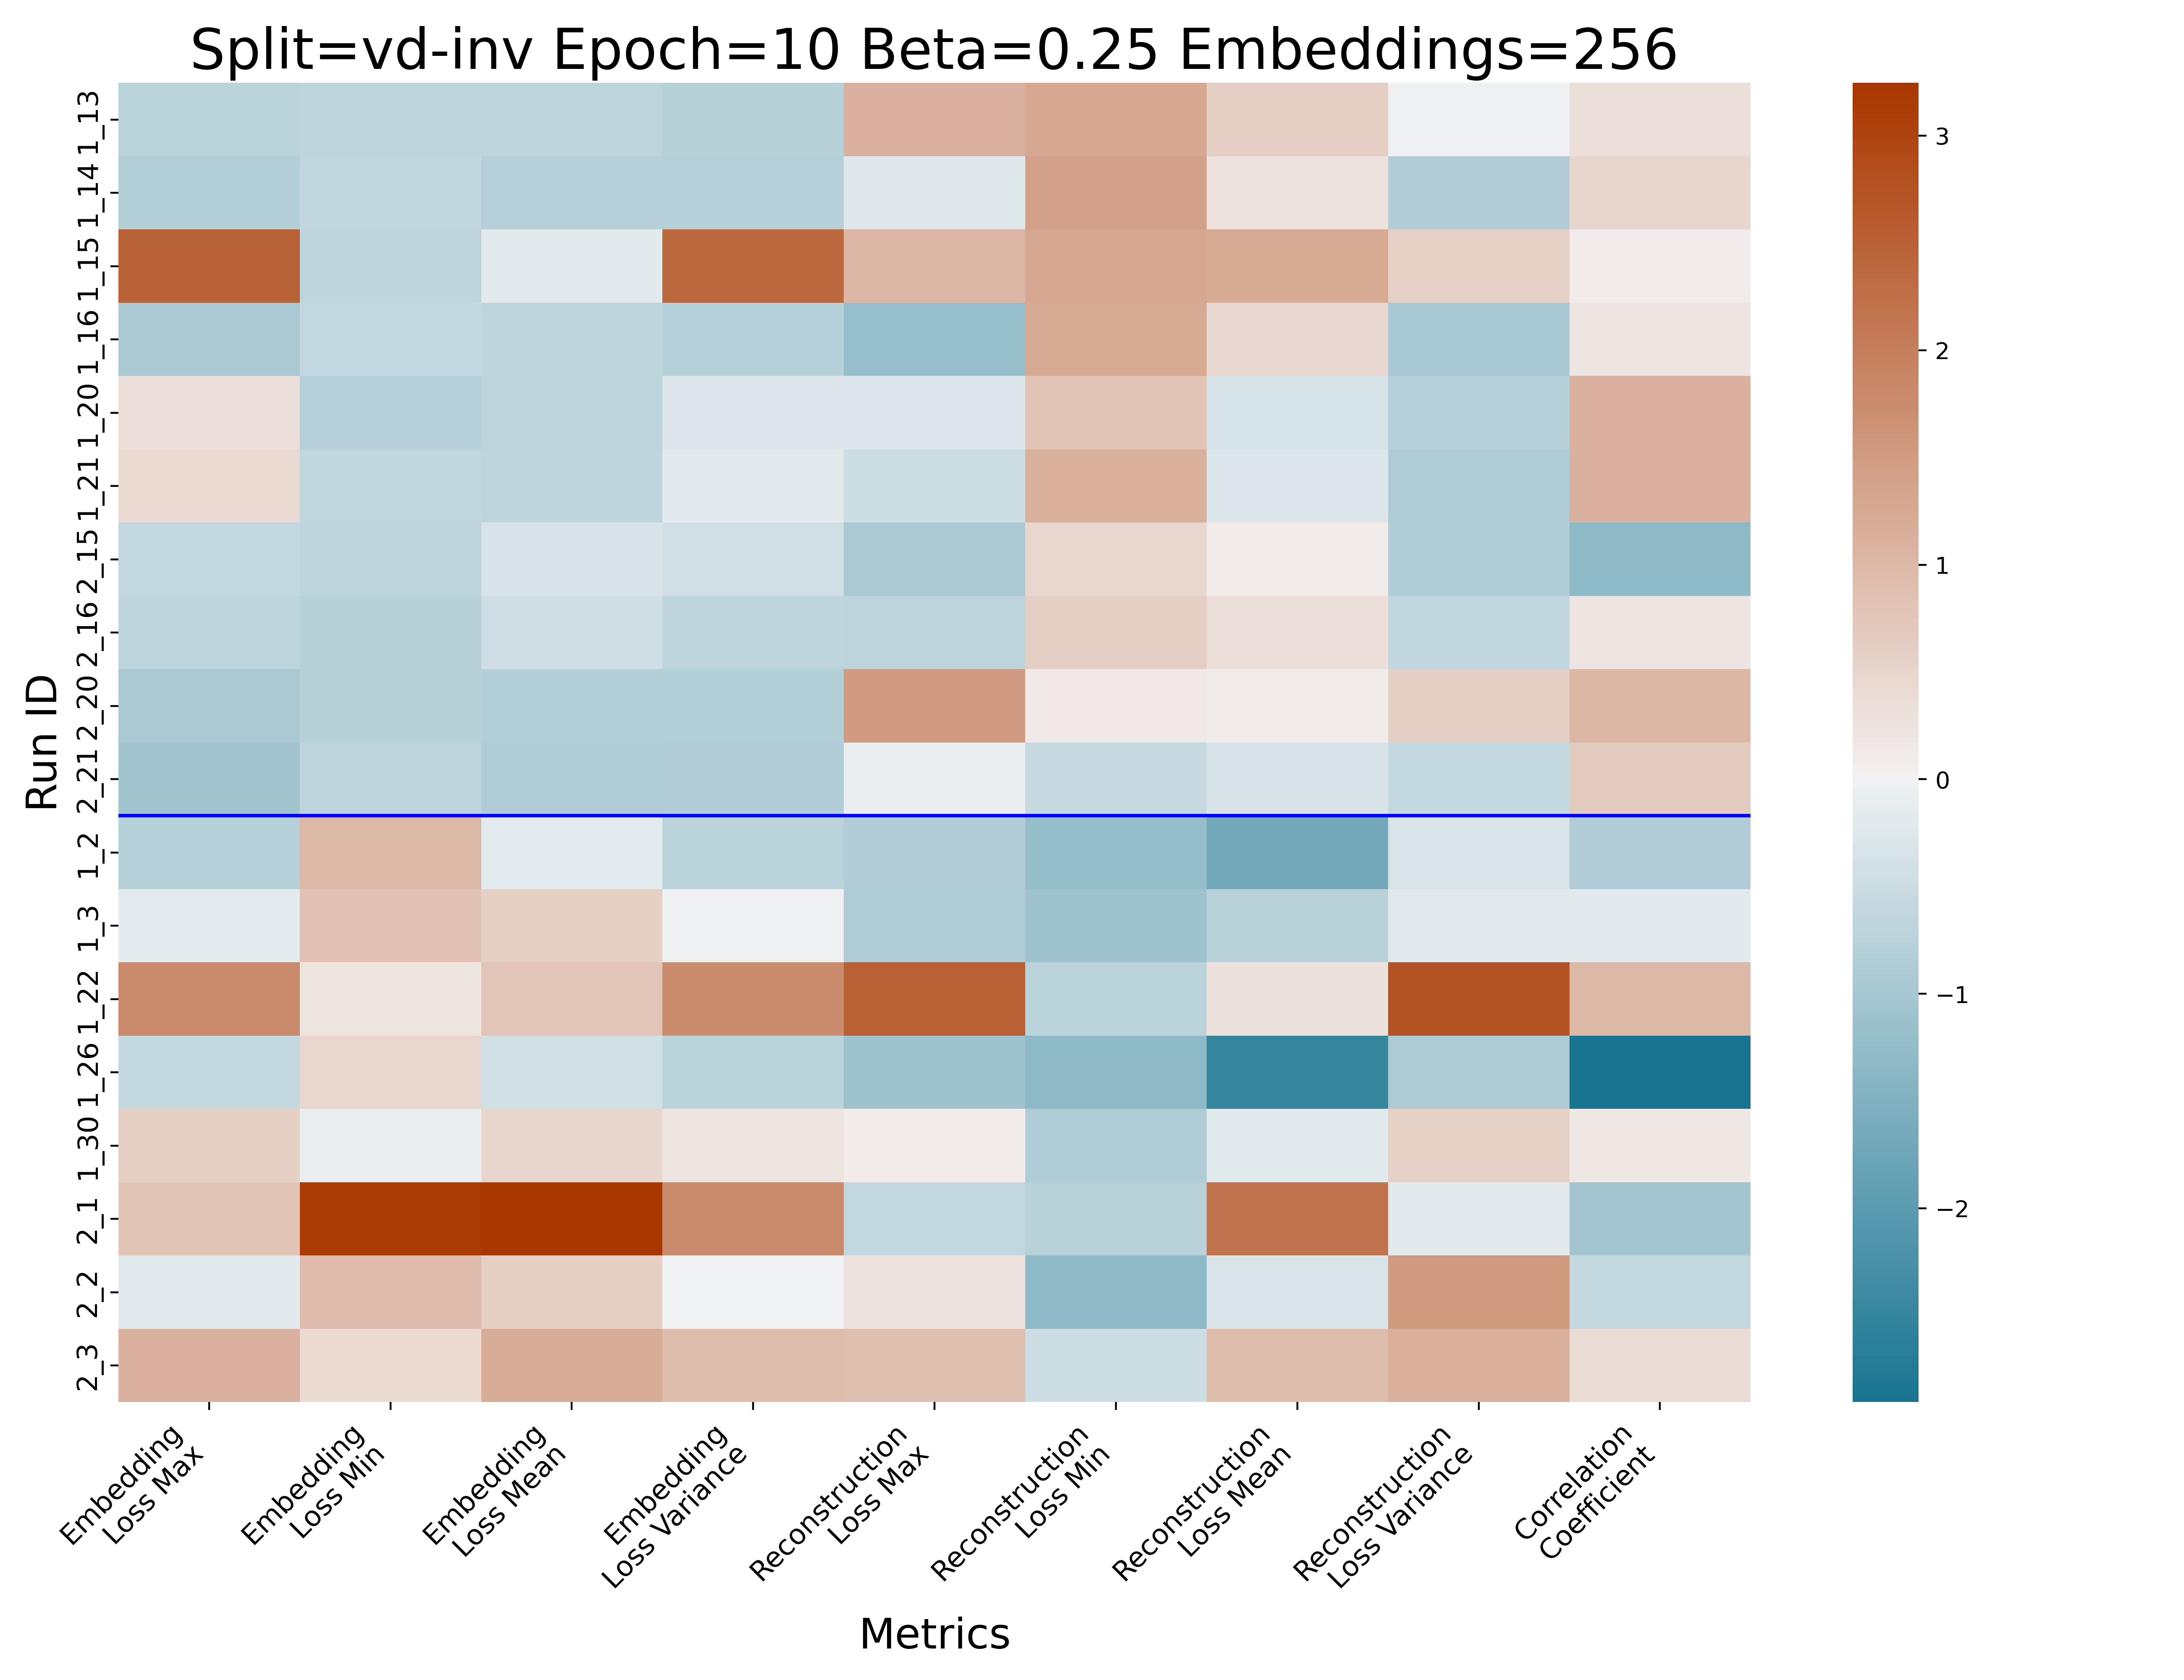 Split=vd-inv Epoch=10 Beta=0.25 Embeddings=256
Run ID
1_13
1_14
1_15
1_16
1_20
1_21
2_15
2_16
2_20
2_21
1_2
1_3
1_22
1_26
1_30
2_1
2_2
2_3
Embedding
Loss Max
Embedding
Loss Min
Embedding
Loss Mean
Embedding
Loss Variance
Reconstruction
Loss Max
Reconstruction
Loss Min
Reconstruction
Loss Mean
Reconstruction
Loss Variance
Correlation
Coefficient
Metrics
3
2
1
0
−1
−2